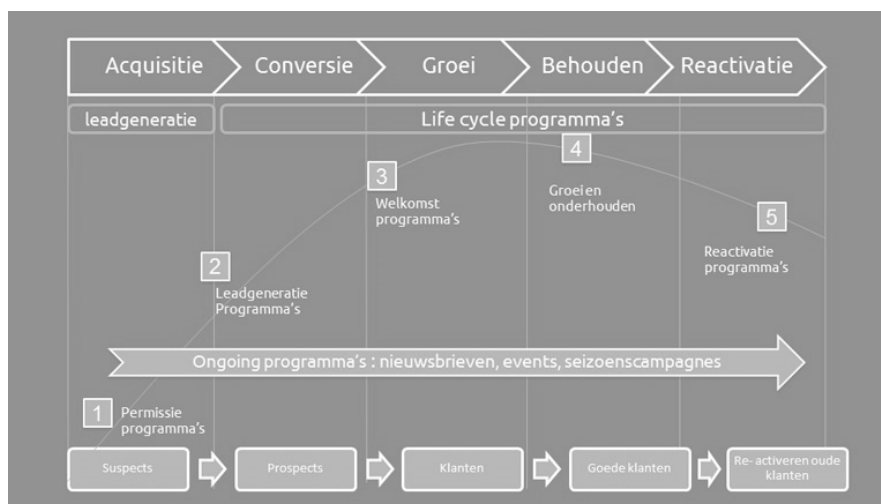 Acquisitie
Conversie
Groei
Behouden
Reactivatie
leadgeneratie
Life cycle programma's
4
3
Groei en
onderhouden
Welkomst
programma's
5
2
Reactivatie
programma's
Leadgeneratie
Programma's
Ongoing programma's : nieuwsbrieven, events, seizoenscampagnes
1
Permissie
programma's
Suspects
Prospects
Klanten
Goede klanten
Re- activeren oude
klanten